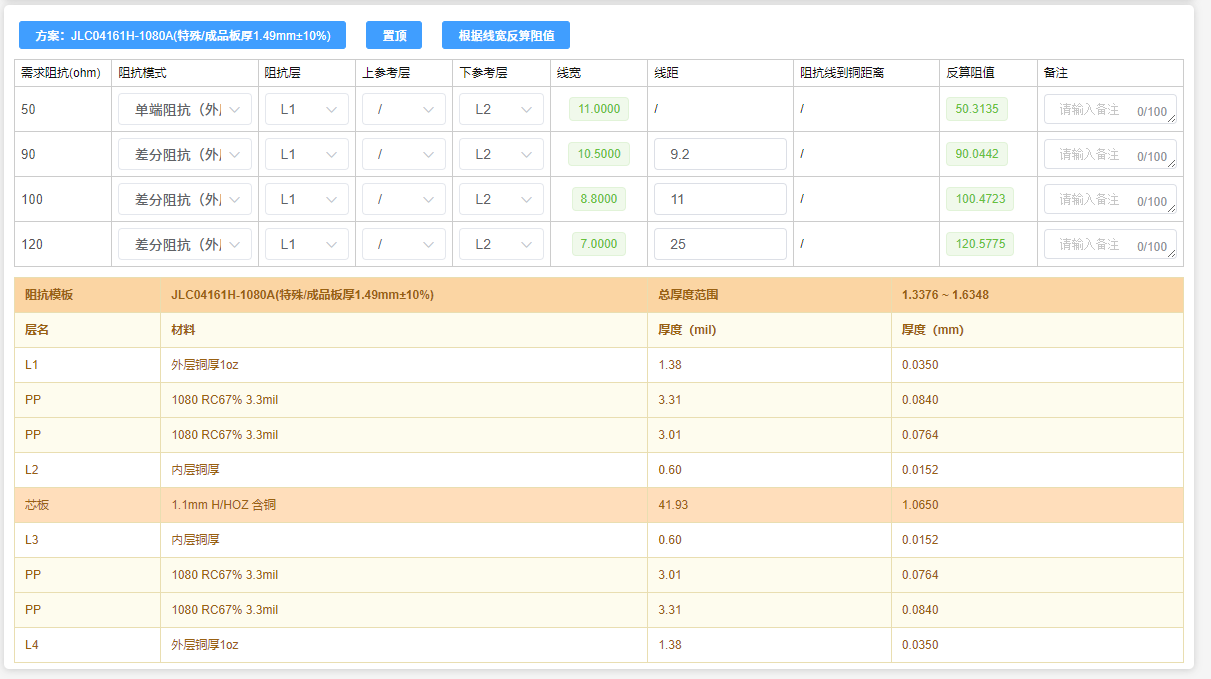 方案：JLC04161H-1080A(特殊/成品板厚1.49mm±10%) 置顶 根据线宽反算阻值
需求阻抗(ohm) 阻抗模式 阻抗层 上参考层 下参考层 线宽 线距 阻抗线到铜距离 反算阻值 备注
50 单端阻抗（外 L1 / L2 11.0000 / / 50.3135 请输入备注 0/100
90 差分阻抗（外 L1 / L2 10.5000 9.2 / 90.0442 请输入备注 0/100
100 差分阻抗（外 L1 / L2 8.8000 11 / 100.4723 请输入备注 0/100
120 差分阻抗（外 L1 / L2 7.0000 25 / 120.5775 请输入备注 0/100
阻抗模板 JLC04161H-1080A(特殊/成品板厚1.49mm±10%) 总厚度范围 1.3376 ~ 1.6348
层名 材料 厚度（mil) 厚度（mm)
L1 外层铜厚1oz 1.38 0.0350
PP 1080 RC67% 3.3mil 3.31 0.0840
PP 1080 RC67% 3.3mil 3.01 0.0764
L2 内层铜厚 0.60 0.0152
芯板 1.1mm H/HOZ 含铜 41.93 1.0650
L3 内层铜厚 0.60 0.0152
PP 1080 RC67% 3.3mil 3.01 0.0764
PP 1080 RC67% 3.3mil 3.31 0.0840
L4 外层铜厚1oz 1.38 0.0350